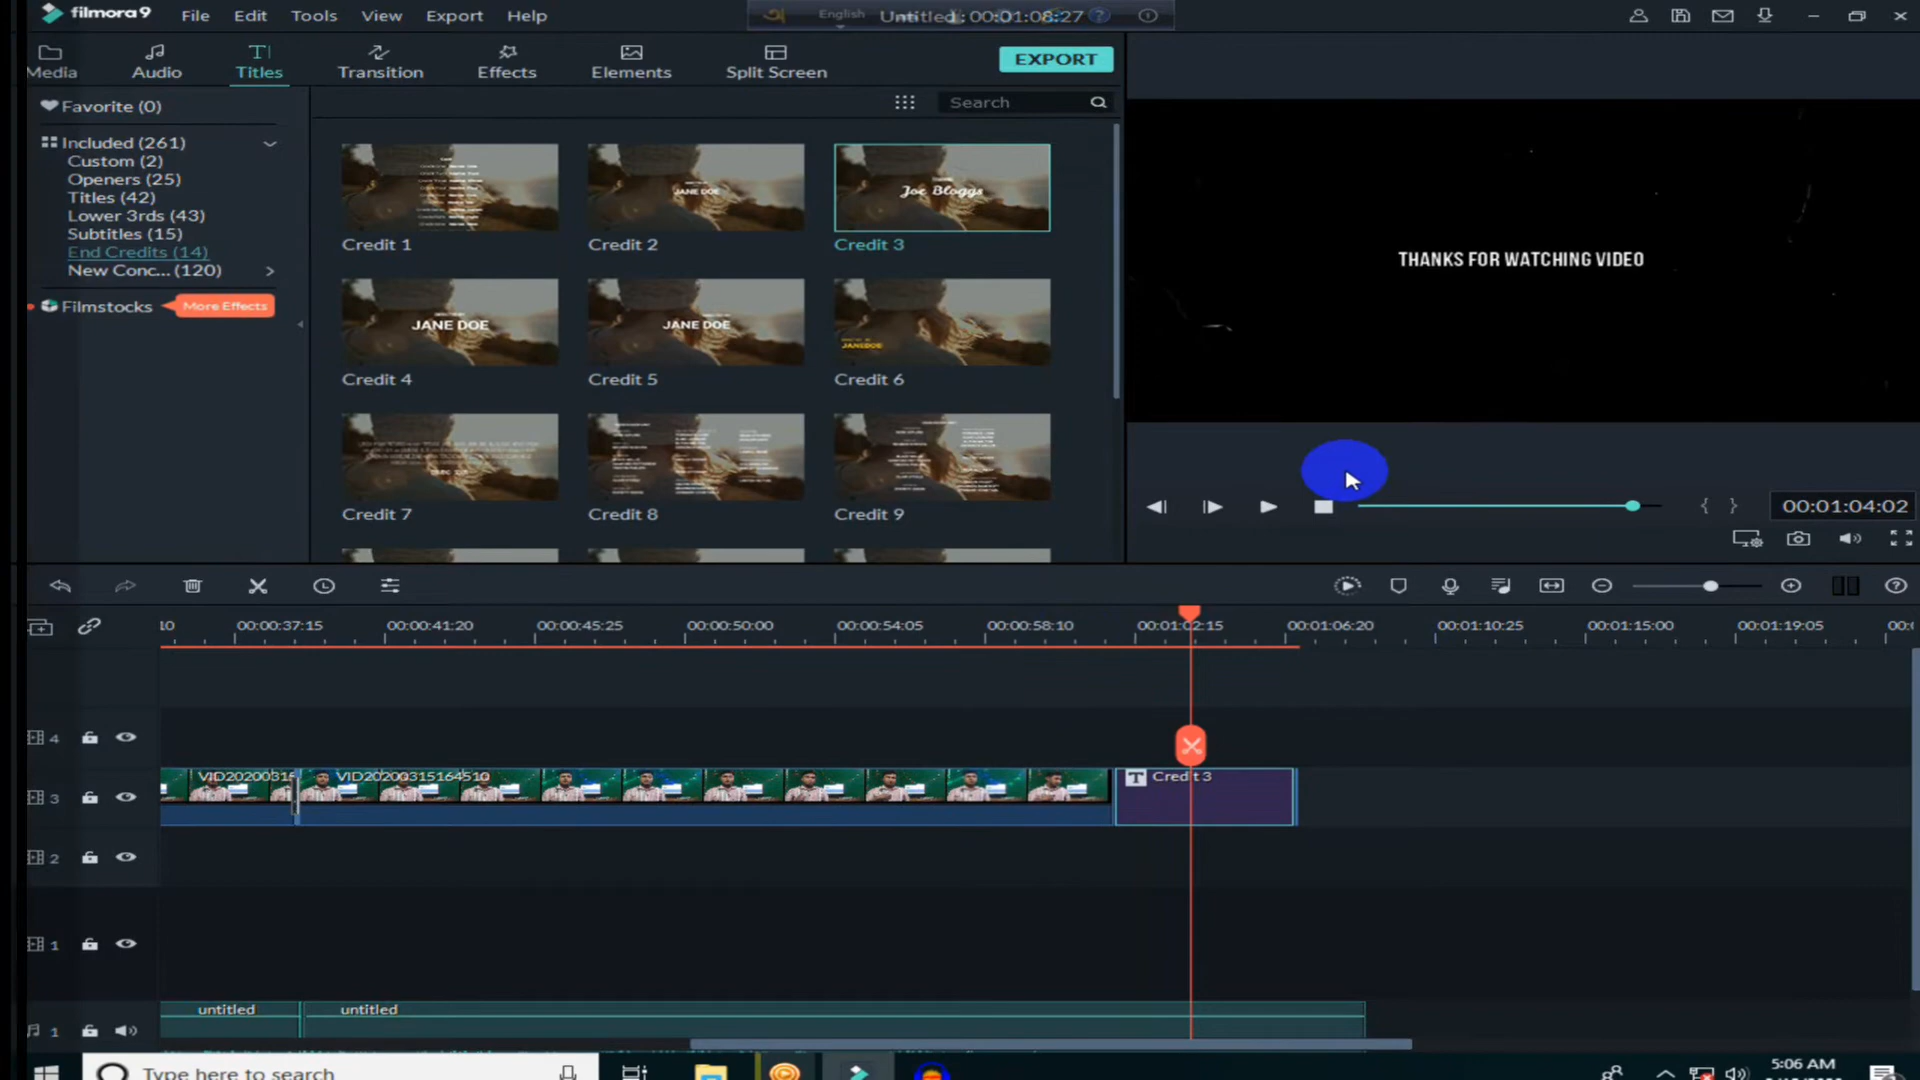 filmora9 File Edit Tools View Export Help English Untitled : 00:01:08:27
Media Audio Titles Transition Effects Elements Split Screen EXPORT
Favorite (0)
Search
Included (261)
Custom (2)
Openers (25)
Titles (42)
Lower 3rds (43)
Subtitles (15)
End Credits (14)
New Conc... (120)
Filmstocks More Effects
JANE DOE
Joe Bloggs
Credit 1 Credit 2 Credit 3
JANE DOE
JANE DOE
JANEDOE
Credit 4 Credit 5 Credit 6
Credit 7 Credit 8 Credit 9
THANKS FOR WATCHING VIDEO
00:01:04:02
10 00:00:37:15 00:00:41:20 00:00:45:25 00:00:50:00 00:00:54:05 00:00:58:10 00:01:02:15 00:01:06:20 00:01:10:25 00:01:15:00 00:01:19:05 00:
4
VID2020031 VID20200315164510 T Credit 3
3
2
1
untitled untitled
1
Type here to search
5:06 AM